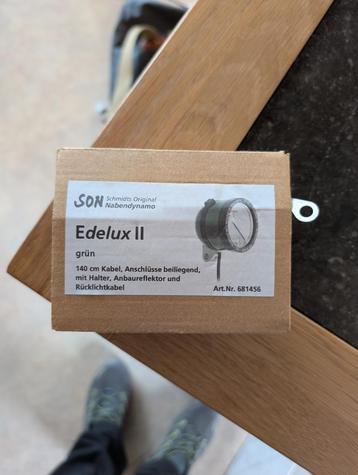 SON Schmidts Original
Nabendynamo
Edelux II
grün
140 cm Kabel, Anschlüsse beiliegend,
mit Halter, Anbaureflektor und
Rücklichtkabel
Art.Nr. 681456